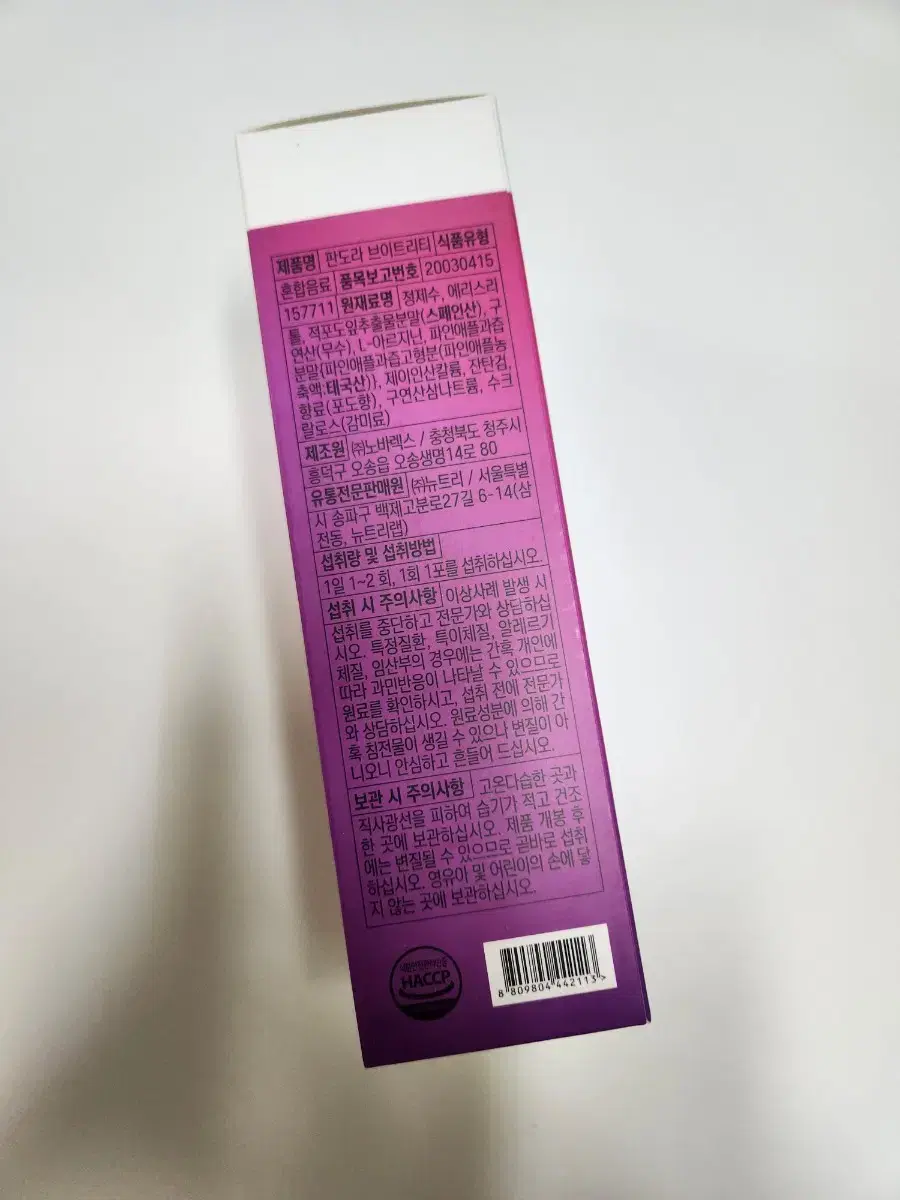 제품명 판도라 브이트리티 식품유형
혼합음료 품목보고번호 20030415
157711 원재료명 정제수, 에리스리
톨, 적포도잎추출물분말(스페인산), 구
연산(무수), L-아르지닌, 파인애플과즙
분말{파인애플과즙고형분(파인애플농
축액:태국산)}, 제이인산칼륨, 잔탄검,
향료(포도향), 구연산삼나트륨, 수크
랄로스(감미료)
제조원 ㈜노바렉스 / 충청북도 청주시
흥덕구 오송읍 오송생명14로 80
유통전문판매원 ㈜뉴트리 / 서울특별
시 송파구 백제고분로27길 6-14(삼
전동, 뉴트리랩)
섭취량 및 섭취방법
1일 1~2 회, 1회 1포를 섭취하십시오.
섭취 시 주의사항 이상사례 발생 시
섭취를 중단하고 전문가와 상담하십
시오. 특정질환, 특이체질, 알레르기
체질, 임산부의 경우에는 간혹 개인에
따라 과민반응이 나타날 수 있으므로
원료를 확인하시고, 섭취 전에 전문가
와 상담하십시오. 원료성분에 의해 간
혹 침전물이 생길 수 있으나 변질이 아
니오니 안심하고 흔들어 드십시오.
보관 시 주의사항 고온다습한 곳과
직사광선을 피하여 습기가 적고 건조
한 곳에 보관하십시오. 제품 개봉 후
에는 변질될 수 있으므로 곧바로 섭취
하십시오. 영유아 및 어린이의 손에 닿
지 않는 곳에 보관하십시오.
HACCP
8 809804 442113 >